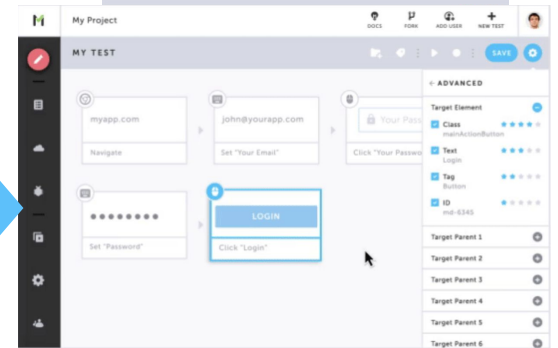 My Project
DOCS
FORK
ADD USER
NEW TEST
MY TEST
SAVE
← ADVANCED
Target Element
Class
mainActionButton
Text
Login
Tag
Button
ID
md-6345
Target Parent 1
Target Parent 2
Target Parent 3
Target Parent 4
Target Parent 5
Target Parent 6
myapp.com
Navigate
john@yourapp.com
Set "Your Email"
Your Pass
Click "Your Passwo
Set "Password"
LOGIN
Click "Login"